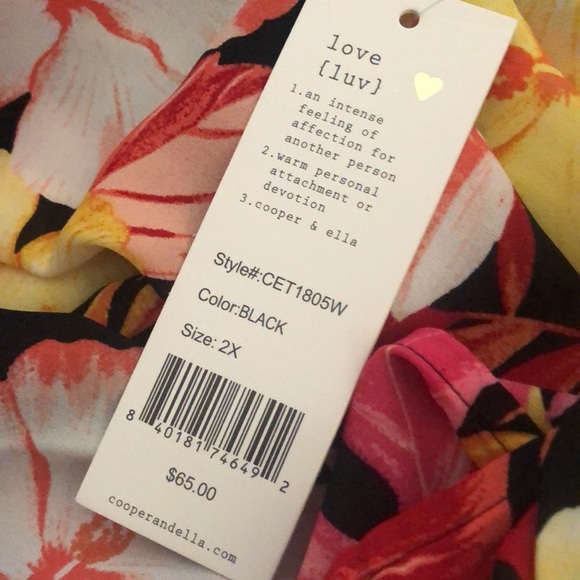 love
{luv}
1.an intense
feeling of
affection for
another person
2.warm personal
attachment or
devotion
3.cooper & ella
Style#:CET1805W
Color:BLACK
Size: 2X
8 40181 74649 2
$65.00
cooperandella.com